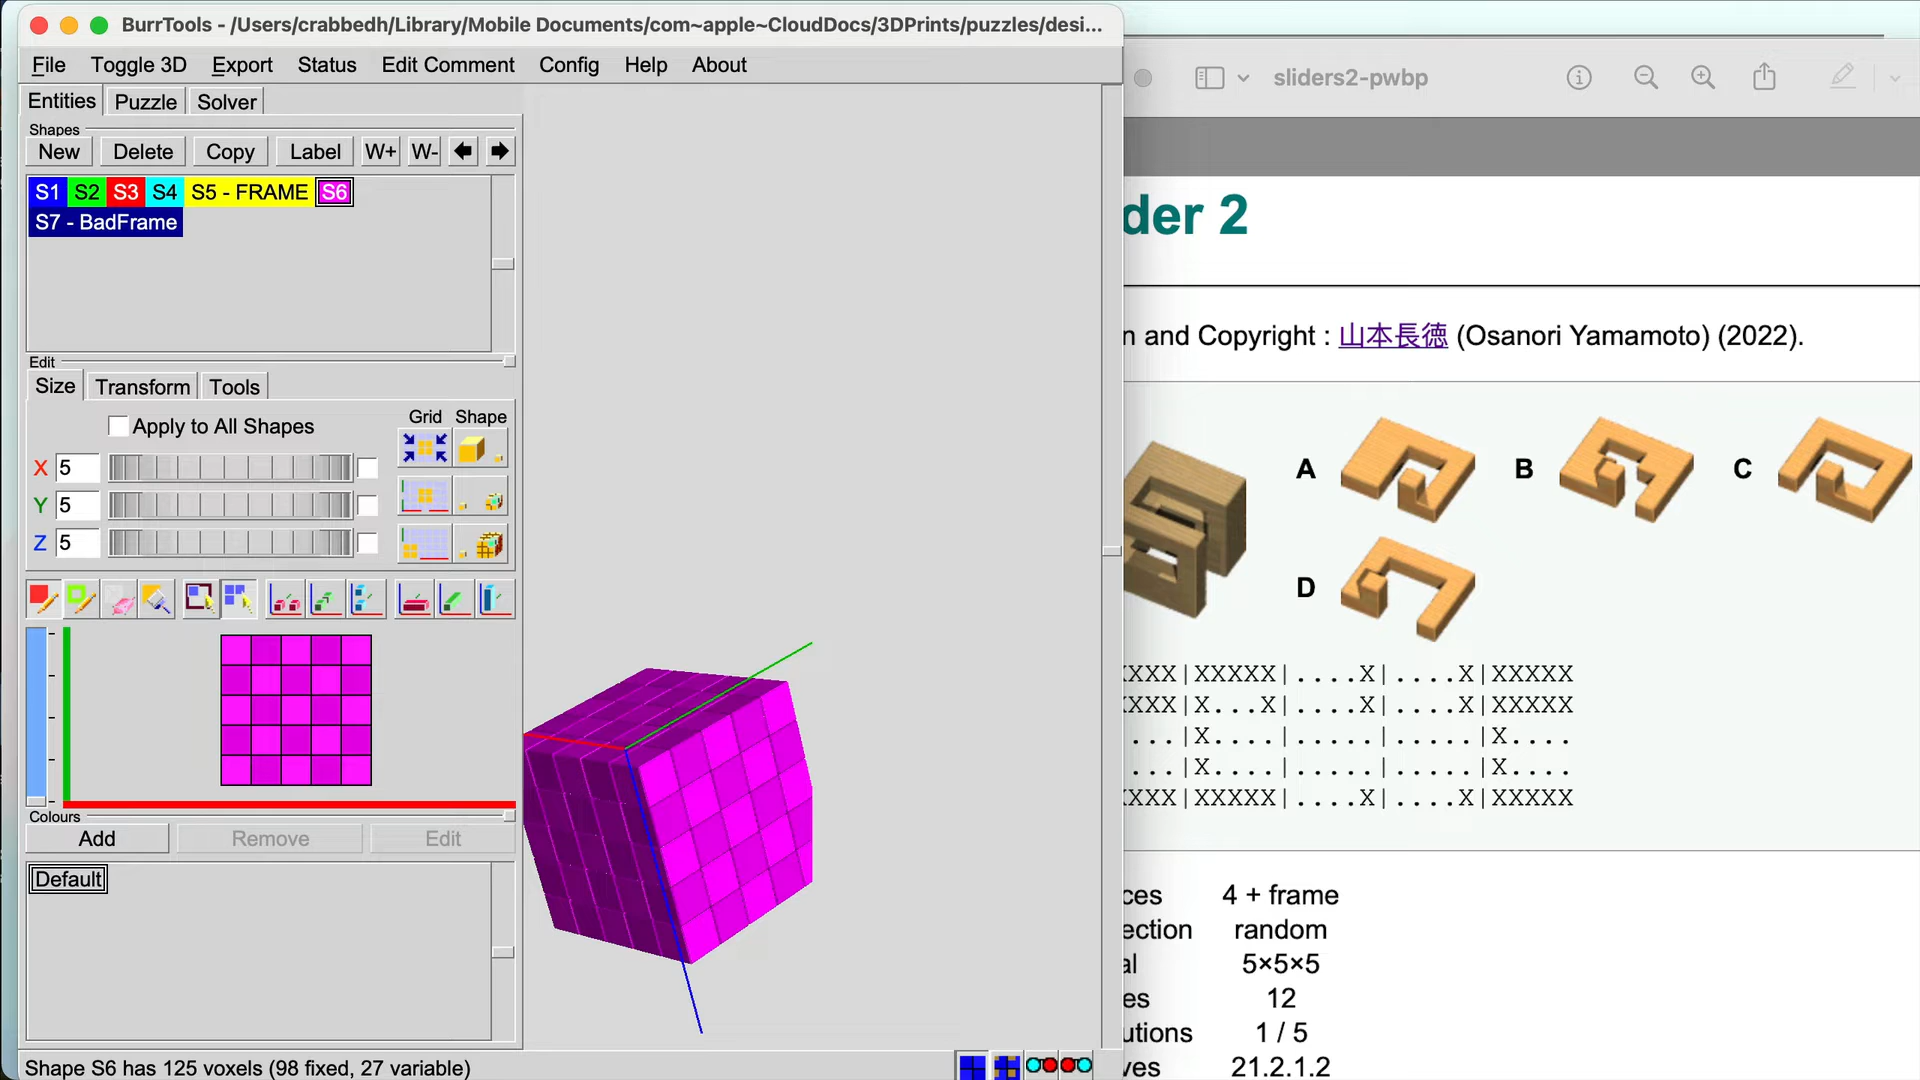 BurrTools - /Users/crabbedh/Library/Mobile Documents/com~apple~CloudDocs/3DPrints/puzzles/desi...
File Toggle 3D Export Status Edit Comment Config Help About
Entities Puzzle Solver
Shapes
New Delete Copy Label W+ W-
S1 S2 S3 S4 S5 - FRAME S6
S7 - BadFrame
Edit
Size Transform Tools
Apply to All Shapes Grid Shape
X 5
Y 5
Z 5
Colours
Add Remove Edit
Default
Shape S6 has 125 voxels (98 fixed, 27 variable)
sliders2-pwbp
der 2
n and Copyright : 山本長徳 (Osanori Yamamoto) (2022).
A B C
D
XXXX|XXXXX|....X|....X|XXXXX
XXXX|X...X|....X|....X|XXXXX
...|X....|.....|.....|X....
...|X....|.....|.....|X....
XXXX|XXXXX|....X|....X|XXXXX
ces 4 + frame
ection random
al 5×5×5
es 12
utions 1 / 5
ves 21.2.1.2